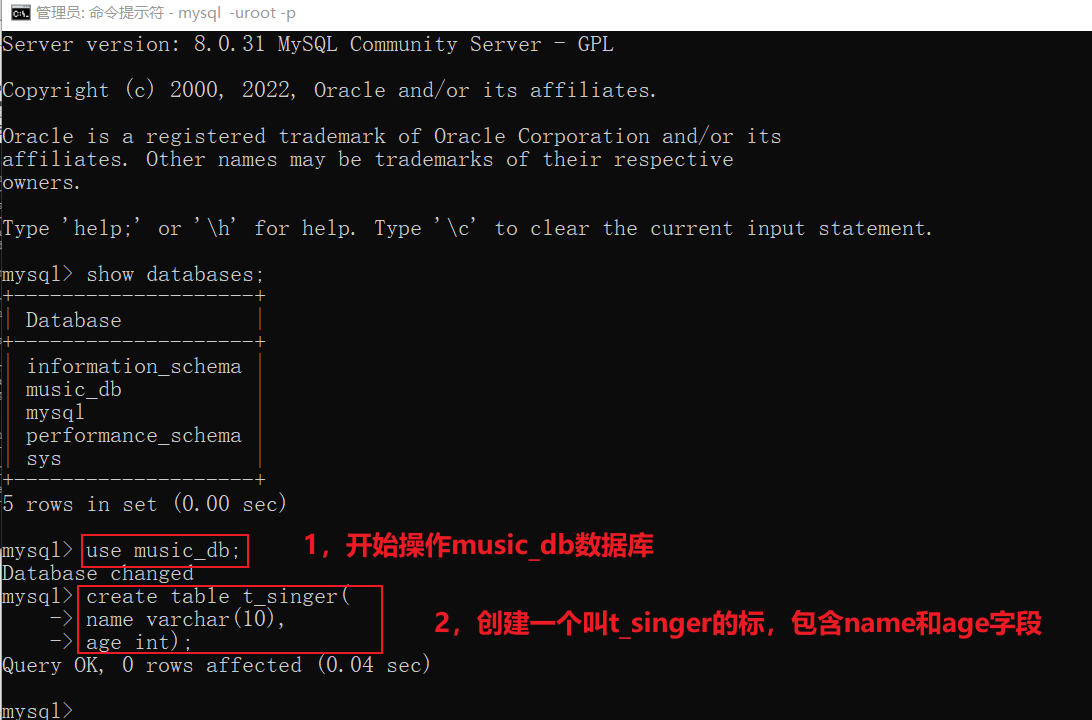 管理员: 命令提示符 - mysql  -uroot -p
Server version: 8.0.31 MySQL Community Server - GPL
Copyright (c) 2000, 2022, Oracle and/or its affiliates.
Oracle is a registered trademark of Oracle Corporation and/or its
affiliates. Other names may be trademarks of their respective
owners.
Type 'help;' or '\h' for help. Type '\c' to clear the current input statement.
mysql> show databases;
+--------------------+
| Database           |
+--------------------+
| information_schema |
| music_db           |
| mysql              |
| performance_schema |
| sys                |
+--------------------+
5 rows in set (0.00 sec)
mysql> use music_db; 1，开始操作music_db数据库
Database changed
mysql> create table t_singer(
-> name varchar(10), 2，创建一个叫t_singer的标，包含name和age字段
-> age int);
Query OK, 0 rows affected (0.04 sec)
mysql>